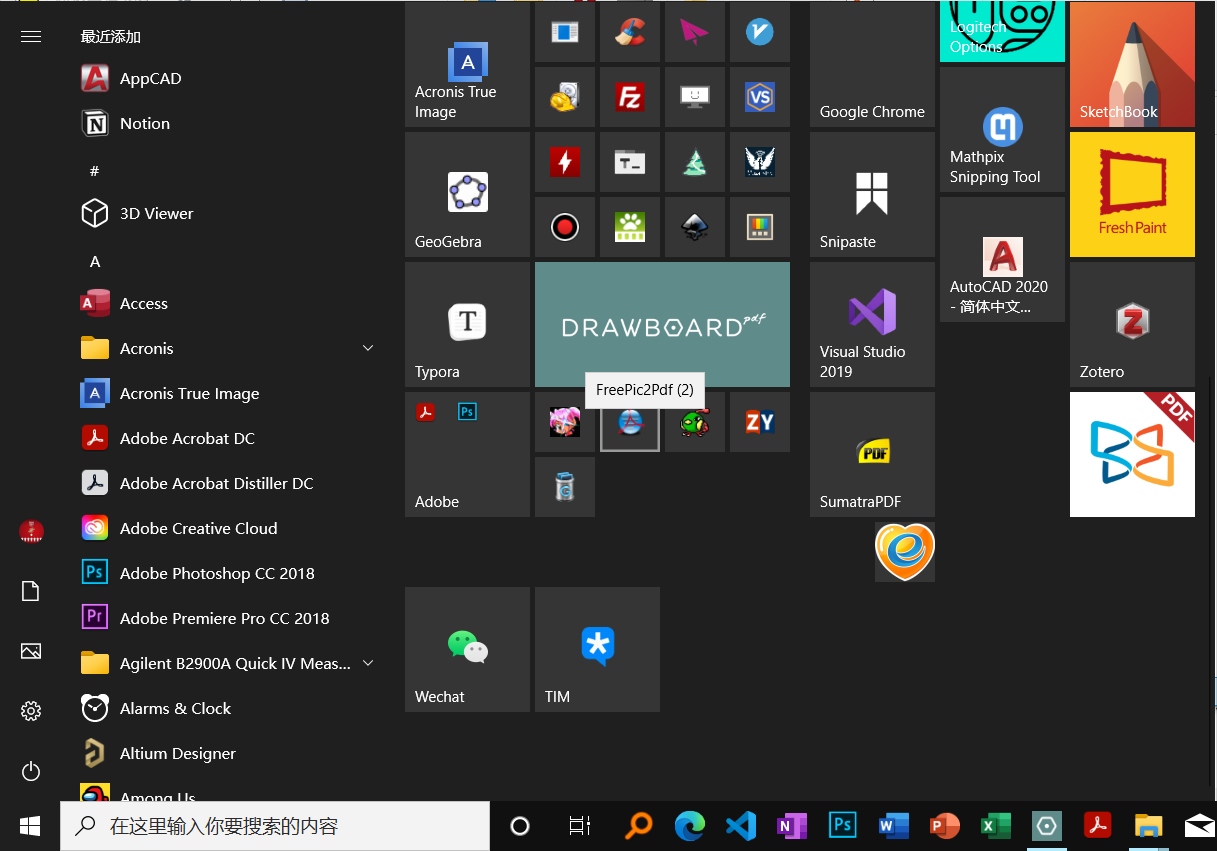 最近添加
AppCAD
Notion
#
3D Viewer
A
Access
Acronis
Acronis True Image
Adobe Acrobat DC
Adobe Acrobat Distiller DC
Adobe Creative Cloud
Adobe Photoshop CC 2018
Adobe Premiere Pro CC 2018
Agilent B2900A Quick IV Meas...
Alarms & Clock
Altium Designer
Among Us
Acronis True
Image
GeoGebra
Typora
DRAWBOARD pdf
FreePic2Pdf (2)
Adobe
ZY
Wechat
TIM
Google Chrome
Snipaste
Visual Studio
2019
PDF
SumatraPDF
Logitech
Options
Mathpix
Snipping Tool
AutoCAD 2020
- 简体中文...
SketchBook
Fresh Paint
Zotero
PDF
在这里输入你要搜索的内容